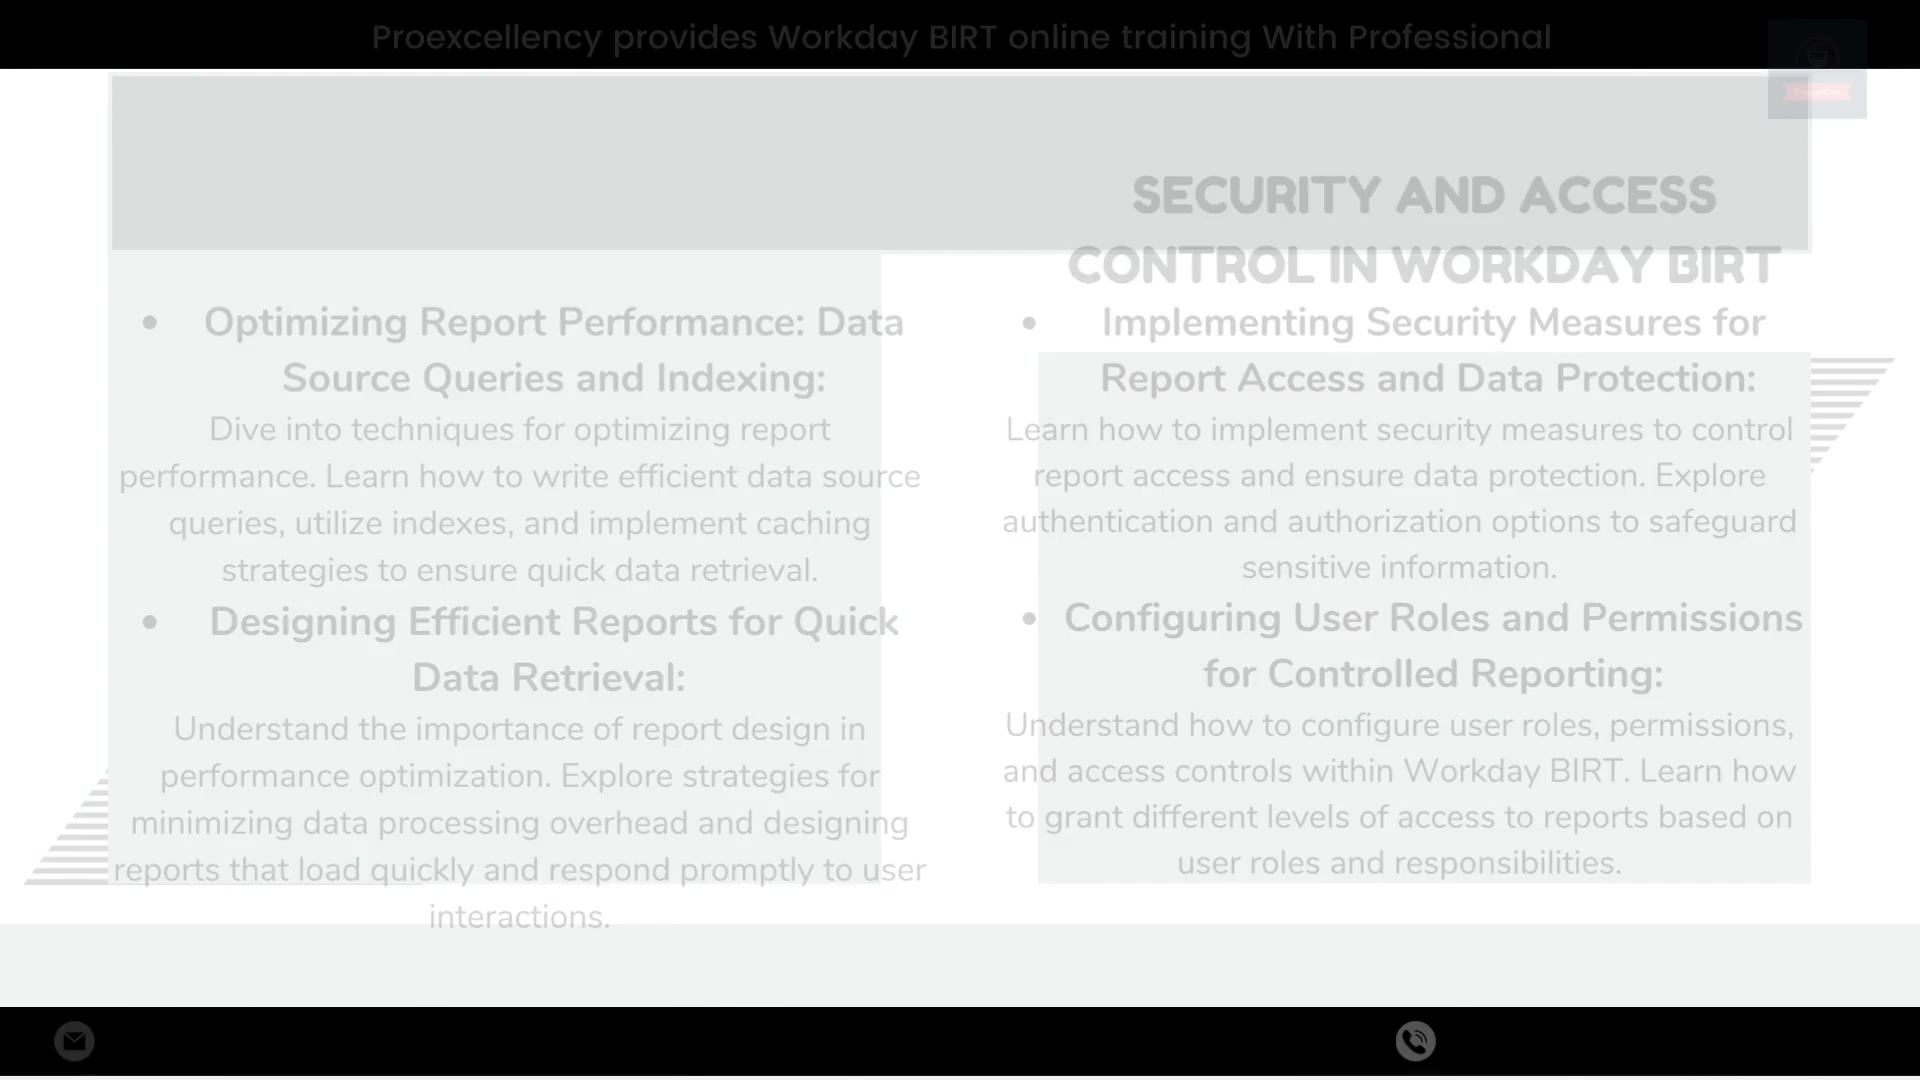 Proexcellency provides Workday BIRT online training With Professional
• Optimizing Report Performance: Data
Source Queries and Indexing:
Dive into techniques for optimizing report
performance. Learn how to write efficient data source
queries, utilize indexes, and implement caching
strategies to ensure quick data retrieval.
• Designing Efficient Reports for Quick
Data Retrieval:
Understand the importance of report design in
performance optimization. Explore strategies for
minimizing data processing overhead and designing
reports that load quickly and respond promptly to user
interactions.
SECURITY AND ACCESS
CONTROL IN WORKDAY BIRT
• Implementing Security Measures for
Report Access and Data Protection:
Learn how to implement security measures to control
report access and ensure data protection. Explore
authentication and authorization options to safeguard
sensitive information.
• Configuring User Roles and Permissions
for Controlled Reporting:
Understand how to configure user roles, permissions,
and access controls within Workday BIRT. Learn how
to grant different levels of access to reports based on
user roles and responsibilities.